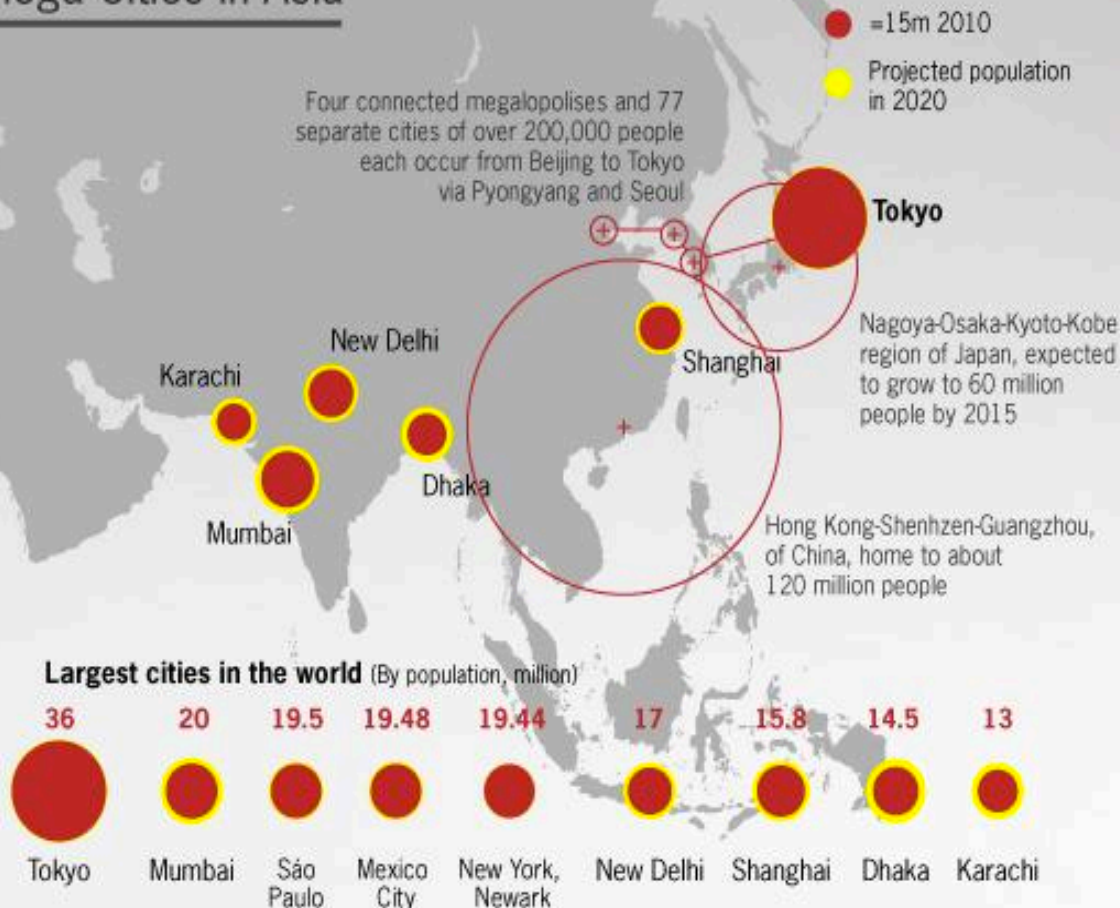 mega-cities in Asia
=15m 2010
Projected population
in 2020
Four connected megalopolises and 77
separate cities of over 200,000 people
each occur from Beijing to Tokyo
via Pyongyang and Seoul
Tokyo
Nagoya-Osaka-Kyoto-Kobe
region of Japan, expected
to grow to 60 million
people by 2015
New Delhi
Shanghai
Karachi
Dhaka
Mumbai
Hong Kong-Shenhzen-Guangzhou,
of China, home to about
120 million people
Largest cities in the world (By population, million)
36 20 19.5 19.48 19.44 17 15.8 14.5 13
Tokyo Mumbai Sáo Mexico New York, New Delhi Shanghai Dhaka Karachi
Paulo City Newark